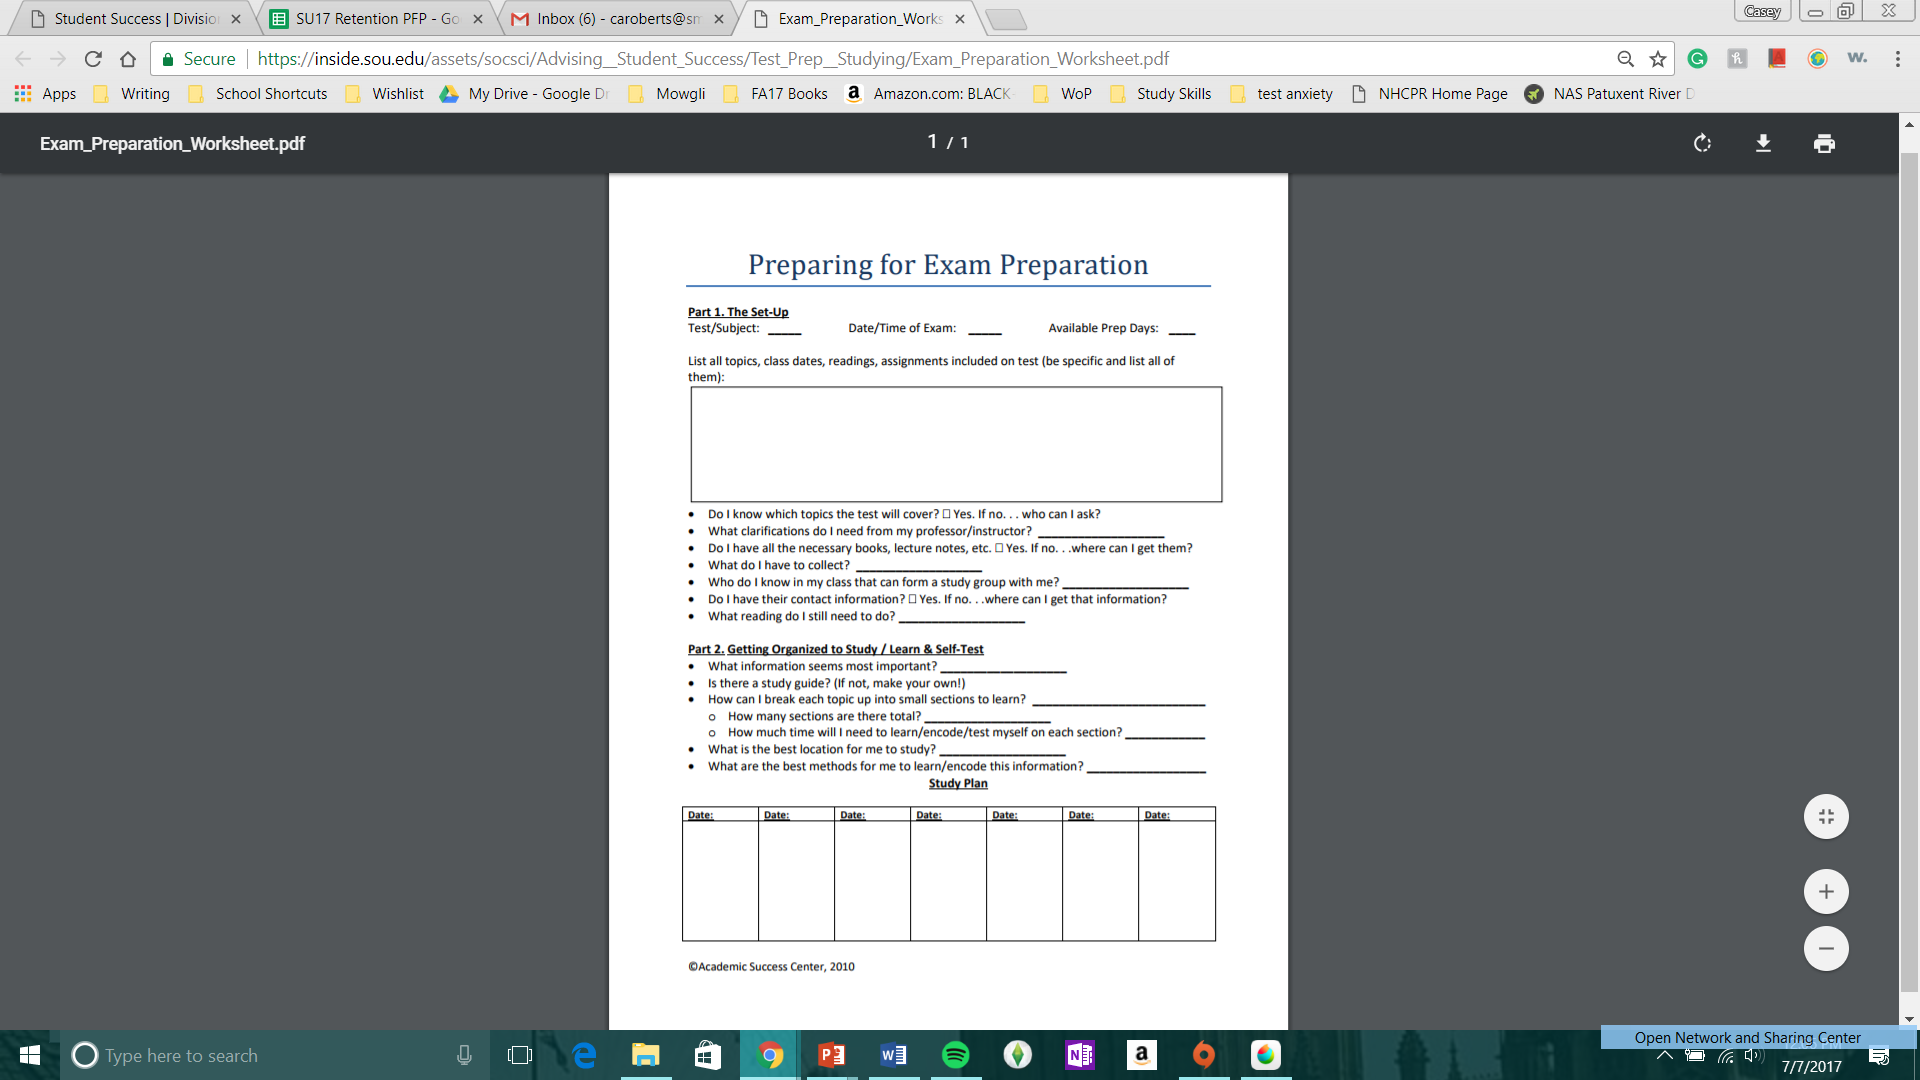 Student Success | Divisio
SU17 Retention PFP - Go
Inbox (6) - caroberts@sm
Exam_Preparation_Works
Casey
Secure
https://inside.sou.edu/assets/socsci/Advising__Student_Success/Test_Prep__Studying/Exam_Preparation_Worksheet.pdf
Apps
Writing
School Shortcuts
Wishlist
My Drive - Google Dr
Mowgli
FA17 Books
Amazon.com: BLACK
WoP
Study Skills
test anxiety
NHCPR Home Page
NAS Patuxent River D
Exam_Preparation_Worksheet.pdf
1 / 1
Preparing for Exam Preparation
Part 1. The Set-Up
Test/Subject: _____ Date/Time of Exam: _____ Available Prep Days: ____
List all topics, class dates, readings, assignments included on test (be specific and list all of
them):
• Do I know which topics the test will cover? □ Yes. If no. . . who can I ask?
• What clarifications do I need from my professor/instructor? ___________________
• Do I have all the necessary books, lecture notes, etc. □ Yes. If no. . .where can I get them?
• What do I have to collect? ___________________
• Who do I know in my class that can form a study group with me? ___________________
• Do I have their contact information? □ Yes. If no. . .where can I get that information?
• What reading do I still need to do? ___________________
Part 2. Getting Organized to Study / Learn & Self-Test
• What information seems most important? ___________________
• Is there a study guide? (If not, make your own!)
• How can I break each topic up into small sections to learn? __________________________
o How many sections are there total? ___________________
o How much time will I need to learn/encode/test myself on each section? ____________
• What is the best location for me to study? ___________________
• What are the best methods for me to learn/encode this information? __________________
Study Plan
Date: Date: Date: Date: Date: Date: Date:
©Academic Success Center, 2010
Open Network and Sharing Center
Type here to search
7/7/2017